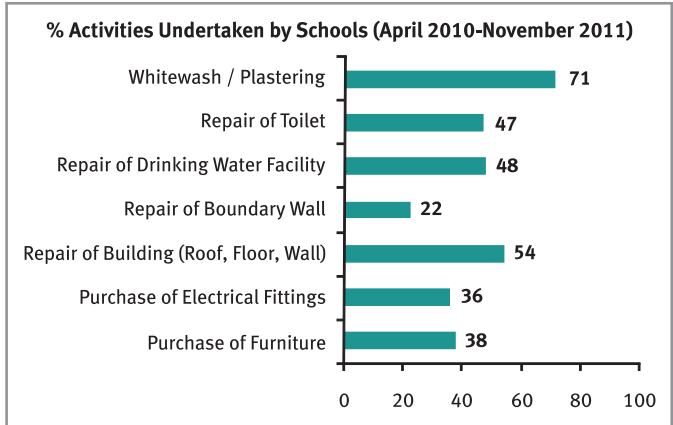 % Activities Undertaken by Schools (April 2010-November 2011)
Whitewash / Plastering 71
Repair of Toilet 47
Repair of Drinking Water Facility 48
Repair of Boundary Wall 22
Repair of Building (Roof, Floor, Wall) 54
Purchase of Electrical Fittings 36
Purchase of Furniture 38
0 20 40 60 80 100